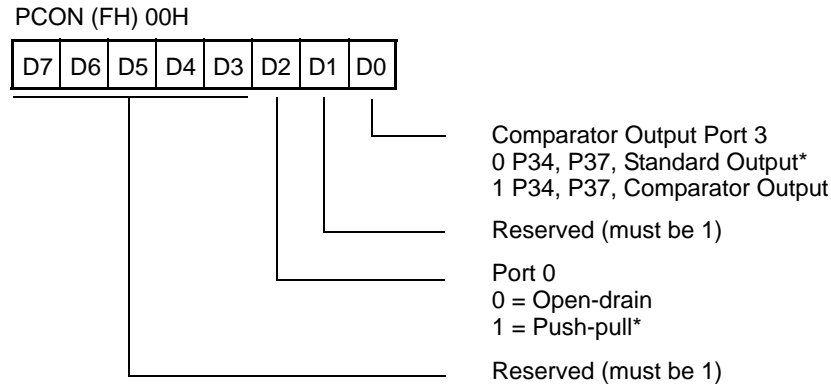 PCON (FH) 00H
D7 D6 D5 D4 D3 D2 D1 D0
Comparator Output Port 3
0 P34, P37, Standard Output*
1 P34, P37, Comparator Output
Reserved (must be 1)
Port 0
0 = Open-drain
1 = Push-pull*
Reserved (must be 1)